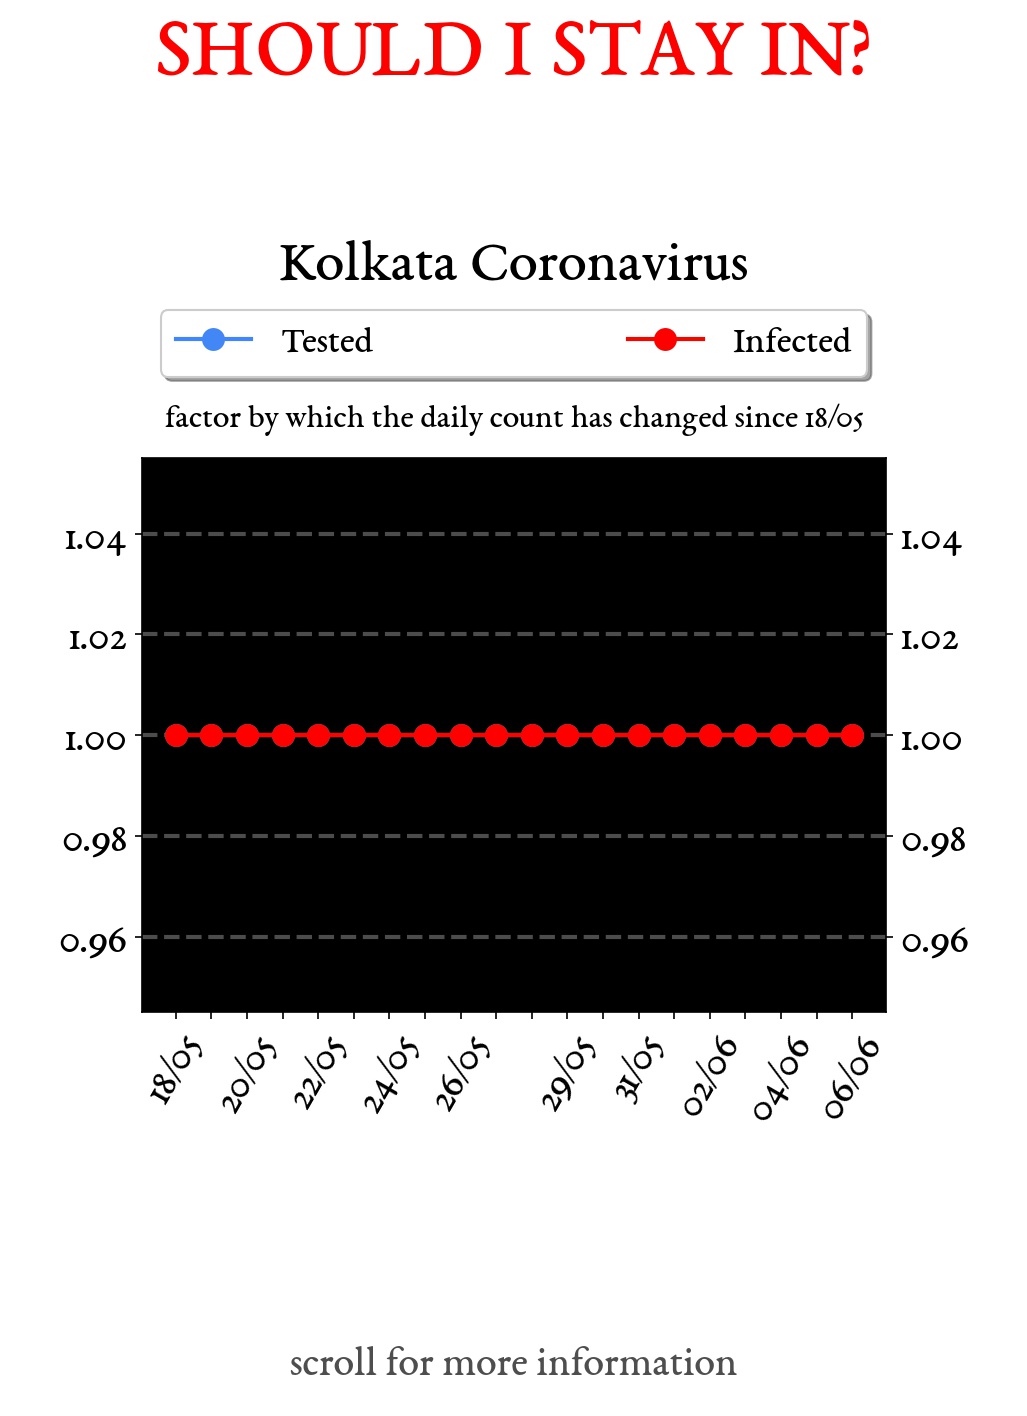 SHOULD I STAY IN?
Kolkata Coronavirus
Tested Infected
factor by which the daily count has changed since 18/05
1.04 1.04
1.02 1.02
1.00 1.00
0.98 0.98
0.96 0.96
18/05 20/05 22/05 24/05 26/05 29/05 31/05 02/06 04/06 06/06
scroll for more information